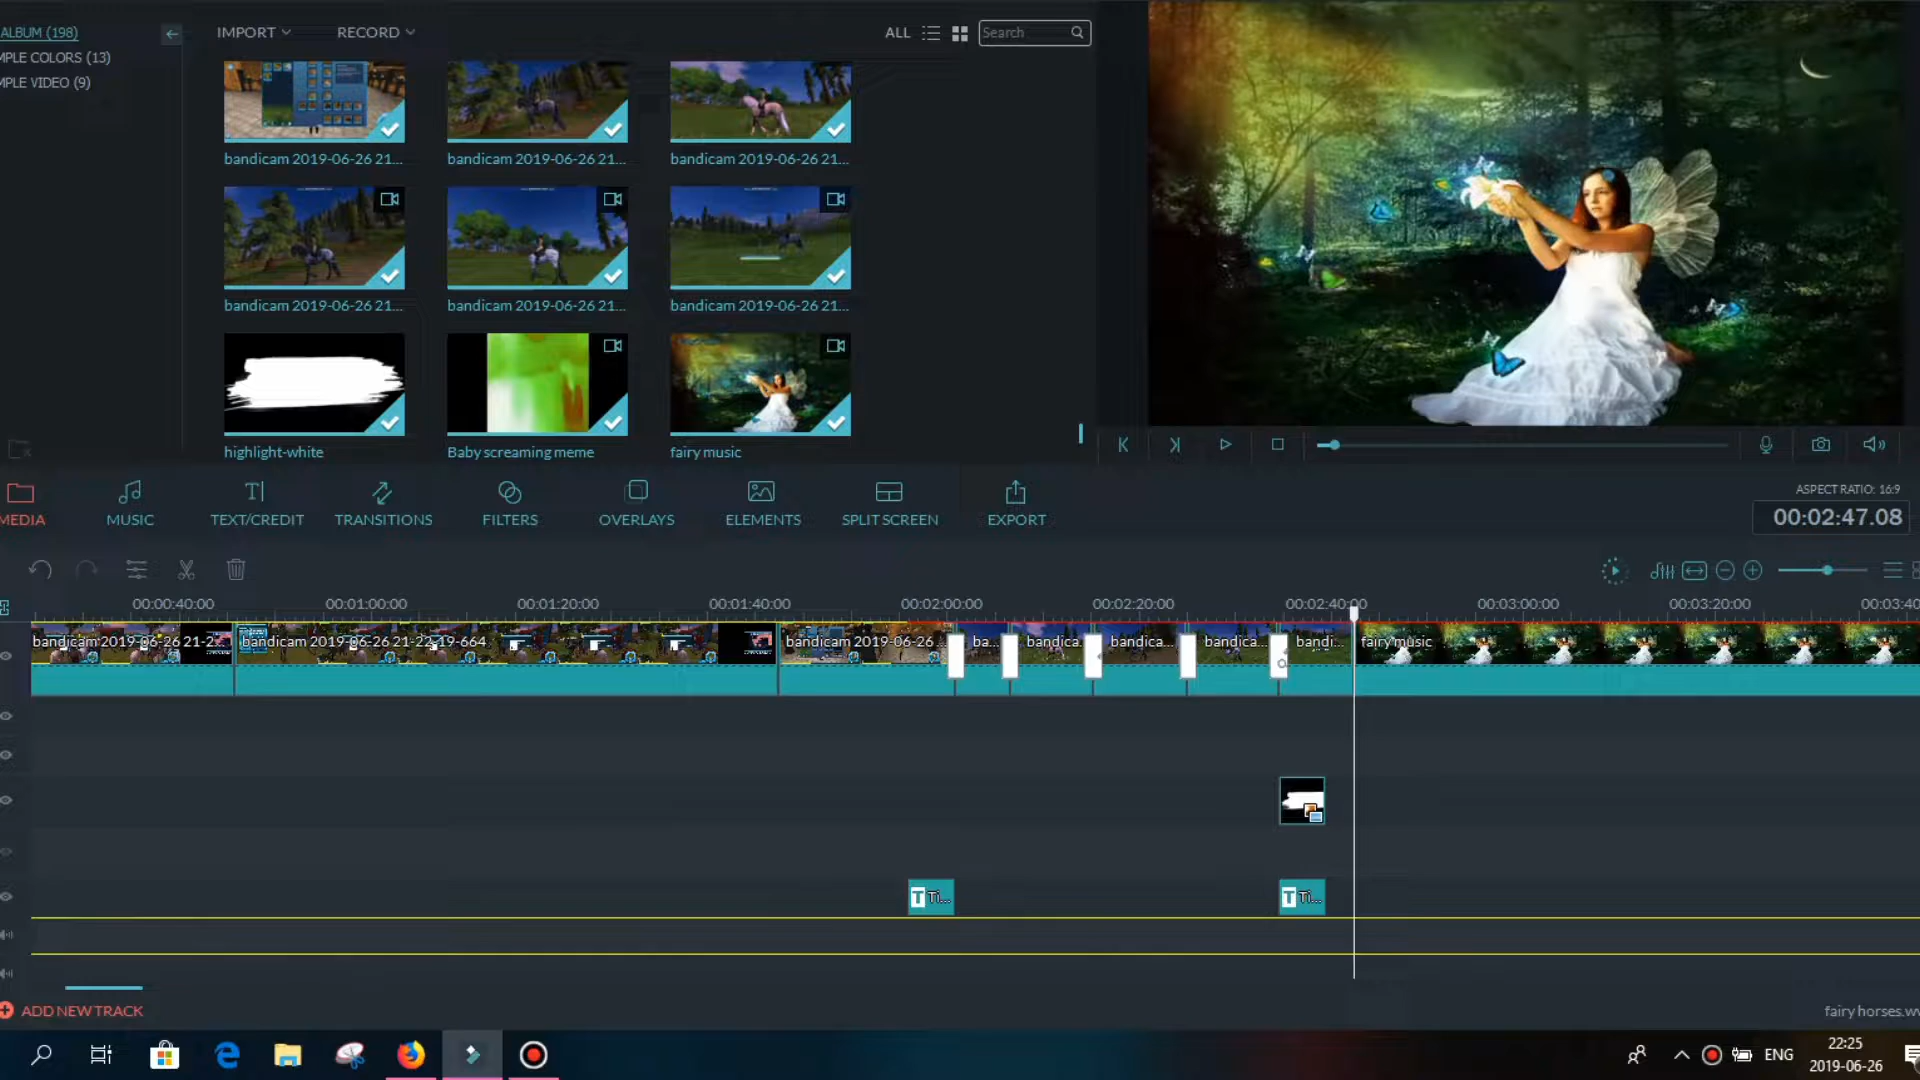 ALBUM (198)
MPLE COLORS (13)
MPLE VIDEO (9)
IMPORT
RECORD
ALL
Search
bandicam 2019-06-26 21...
bandicam 2019-06-26 21...
bandicam 2019-06-26 21...
bandicam 2019-06-26 21...
bandicam 2019-06-26 21...
bandicam 2019-06-26 21...
highlight-white
Baby screaming meme
fairy music
MEDIA
MUSIC
TEXT/CREDIT
TRANSITIONS
FILTERS
OVERLAYS
ELEMENTS
SPLIT SCREEN
EXPORT
ASPECT RATIO: 16:9
00:02:47.08
00:00:40:00
00:01:00:00
00:01:20:00
00:01:40:00
00:02:00:00
00:02:20:00
00:02:40:00
00:03:00:00
00:03:20:00
00:03:40
bandicam 2019-06-26 21-2...
bandicam 2019-06-26 21-22-19-664
bandicam 2019-06-26 ...
ba...
bandica...
bandica...
bandica...
bandi...
fairy music
T Ti...
T Ti...
ADD NEW TRACK
fairy horses.wv
ENG
22:25
2019-06-26